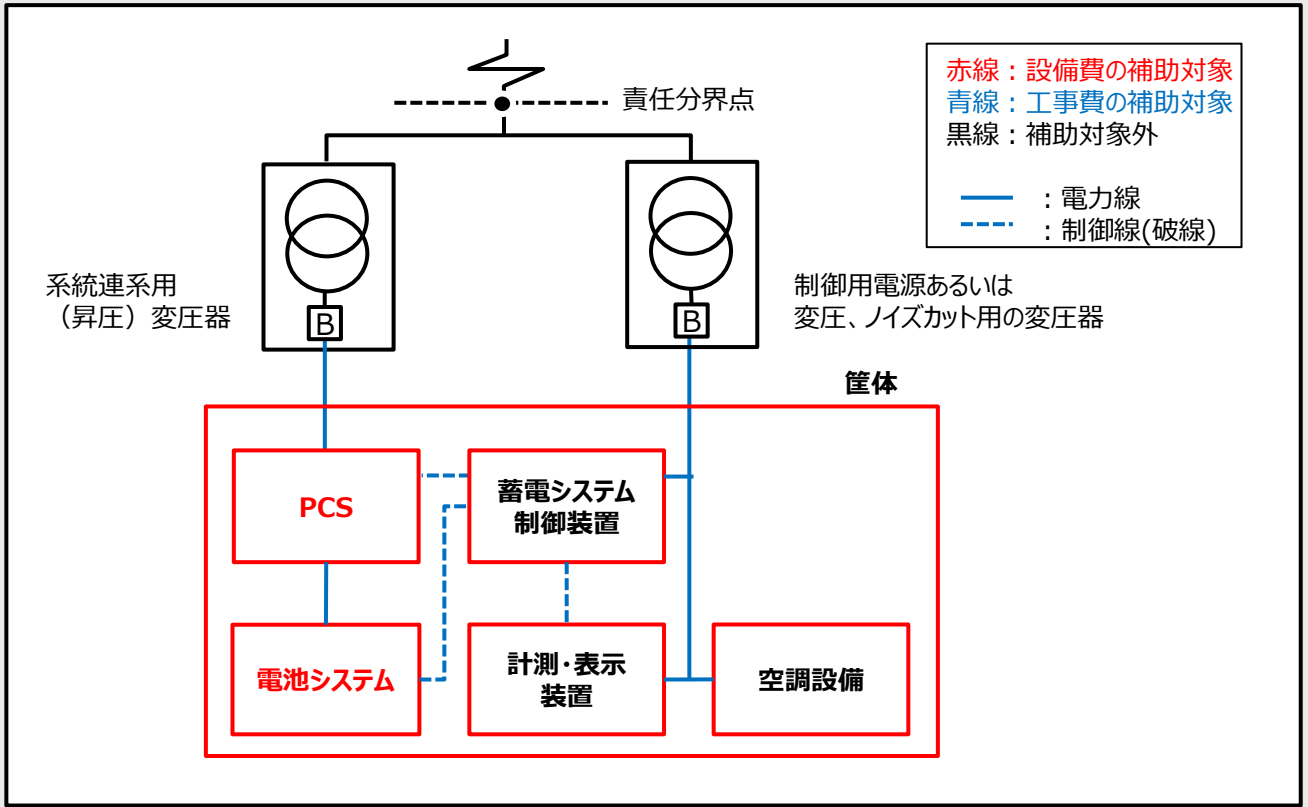 責任分界点
赤線：設備費の補助対象
青線：工事費の補助対象
黒線：補助対象外
：電力線
：制御線(破線)
系統連系用
（昇圧）変圧器
B
B
制御用電源あるいは
変圧、ノイズカット用の変圧器
筐体
PCS
蓄電システム
制御装置
電池システム
計測・表示
装置
空調設備